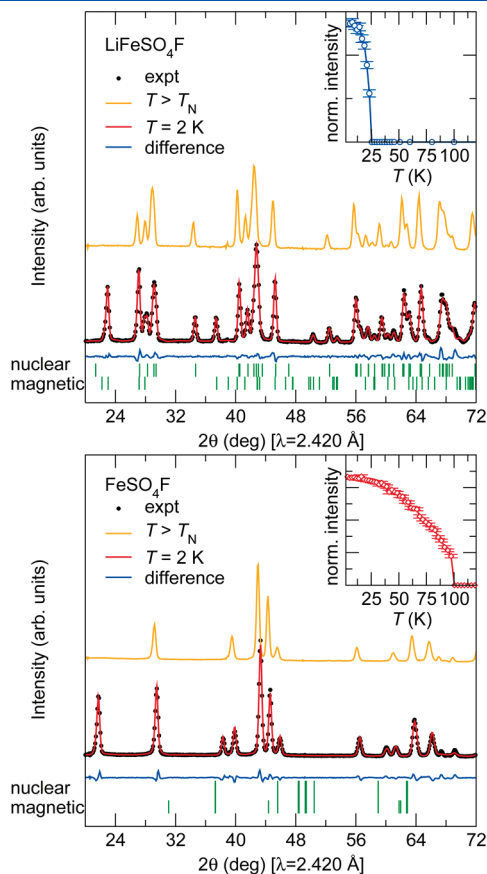 LiFeSO4F
expt
T > TN
T = 2 K
difference
norm. intensity
25 50 75 100
T (K)
Intensity (arb. units)
nuclear
magnetic
24 32 40 48 56 64 72
2θ (deg) [λ=2.420 Å]
FeSO4F
expt
T > TN
T = 2 K
difference
norm. intensity
25 50 75 100
T (K)
Intensity (arb. units)
nuclear
magnetic
24 32 40 48 56 64 72
2θ (deg) [λ=2.420 Å]